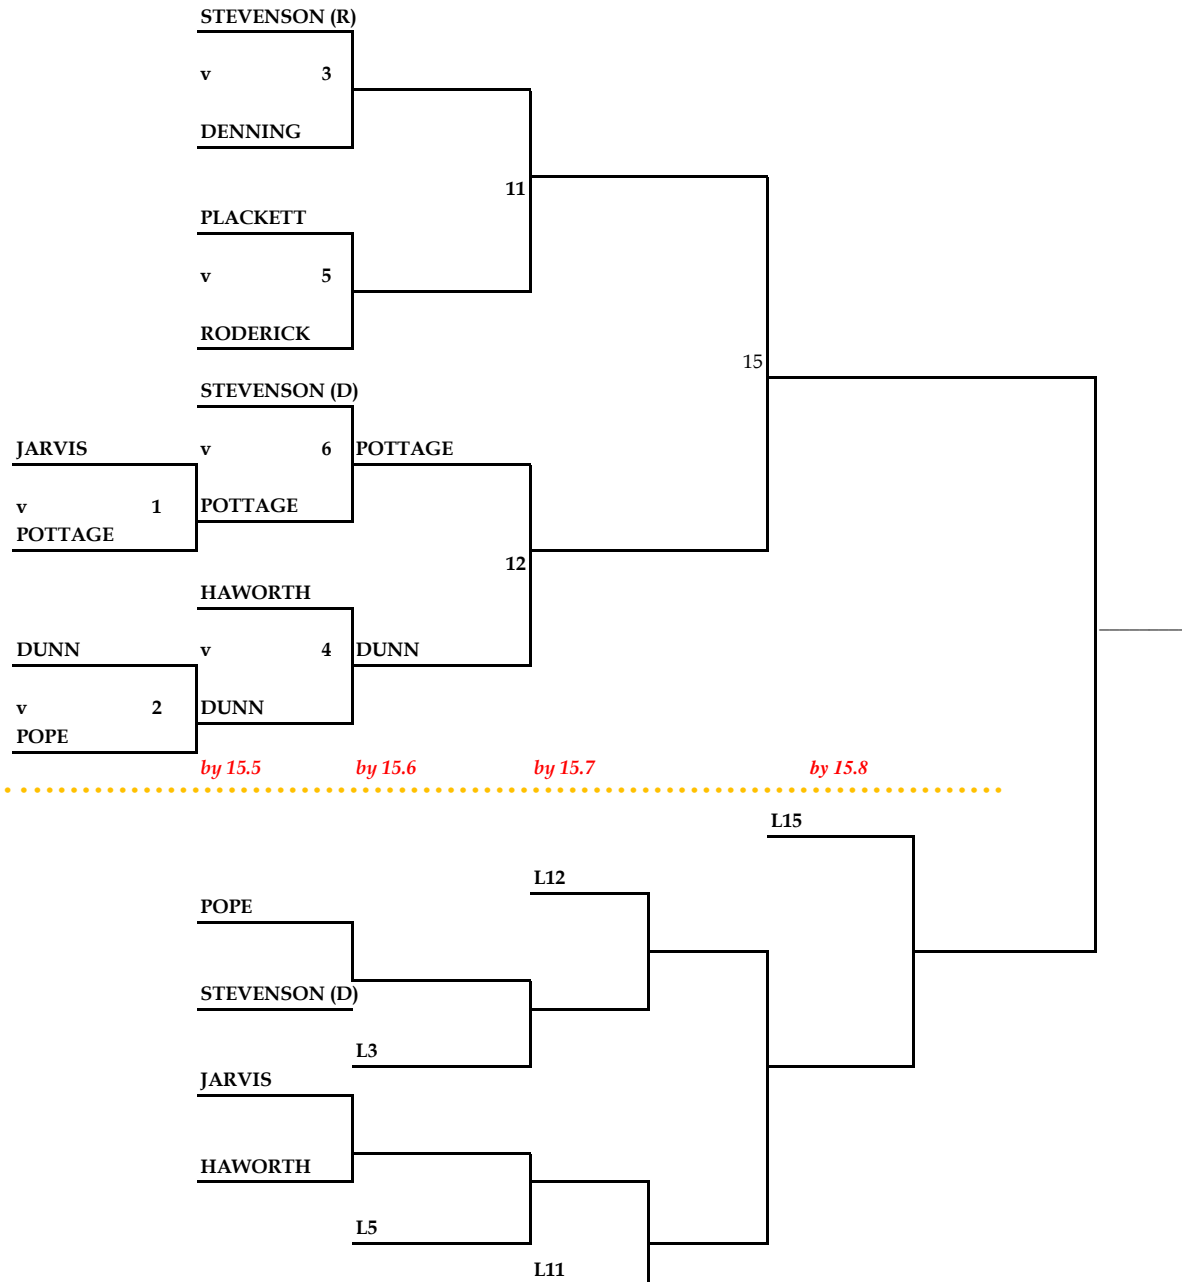 STEVENSON (R)
v 3
DENNING
11
PLACKETT
v 5
RODERICK
15
STEVENSON (D)
JARVIS v 6 POTTAGE
v 1 POTTAGE
POTTAGE
12
HAWORTH
DUNN v 4 DUNN
v 2 DUNN
POPE
by 15.5 by 15.6 by 15.7 by 15.8
L15
L12
POPE
STEVENSON (D)
L3
JARVIS
HAWORTH
L5
L11